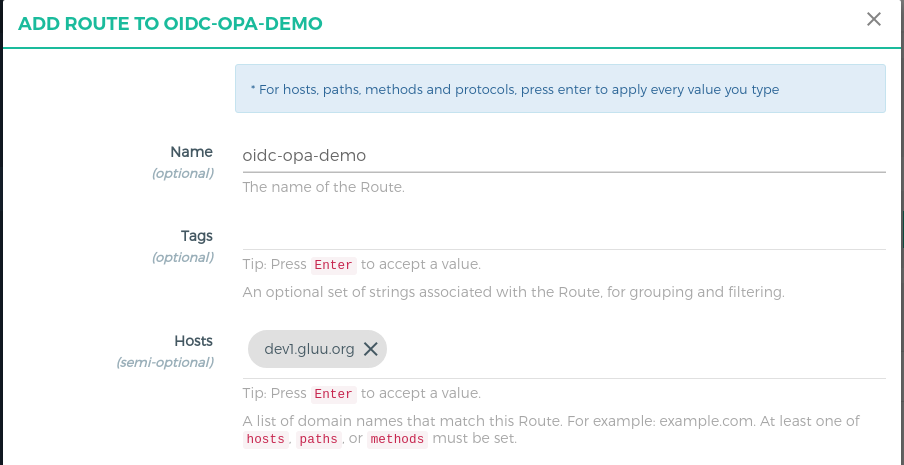 ADD ROUTE TO OIDC-OPA-DEMO
* For hosts, paths, methods and protocols, press enter to apply every value you type
Name
(optional)
oidc-opa-demo
The name of the Route.
Tags
(optional)
Tip: Press Enter to accept a value.
An optional set of strings associated with the Route, for grouping and filtering.
Hosts
(semi-optional)
dev1.gluu.org
Tip: Press Enter to accept a value.
A list of domain names that match this Route. For example: example.com. At least one of
hosts, paths, or methods must be set.